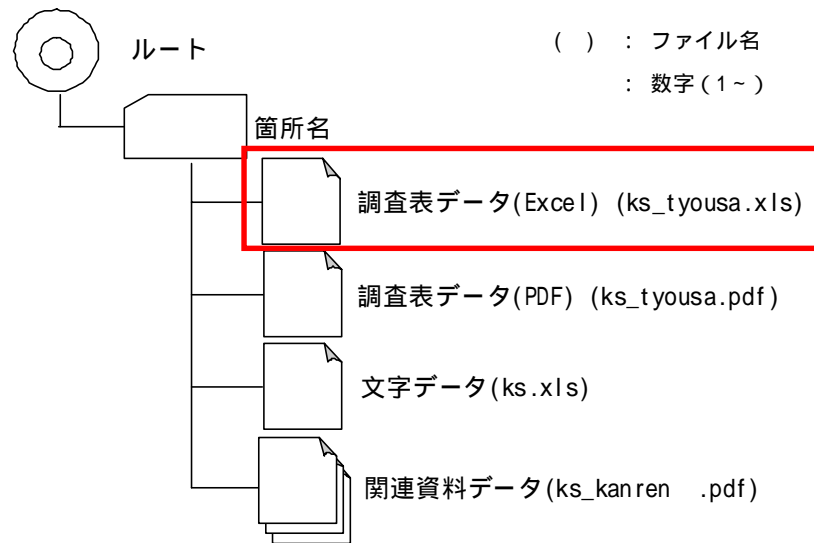 ルート
( ) : ファイル名
: 数字(1~)
箇所名
調査表データ(Excel) (ks_tyousa.xls)
調査表データ(PDF) (ks_tyousa.pdf)
文字データ(ks.xls)
関連資料データ(ks_kanren .pdf)